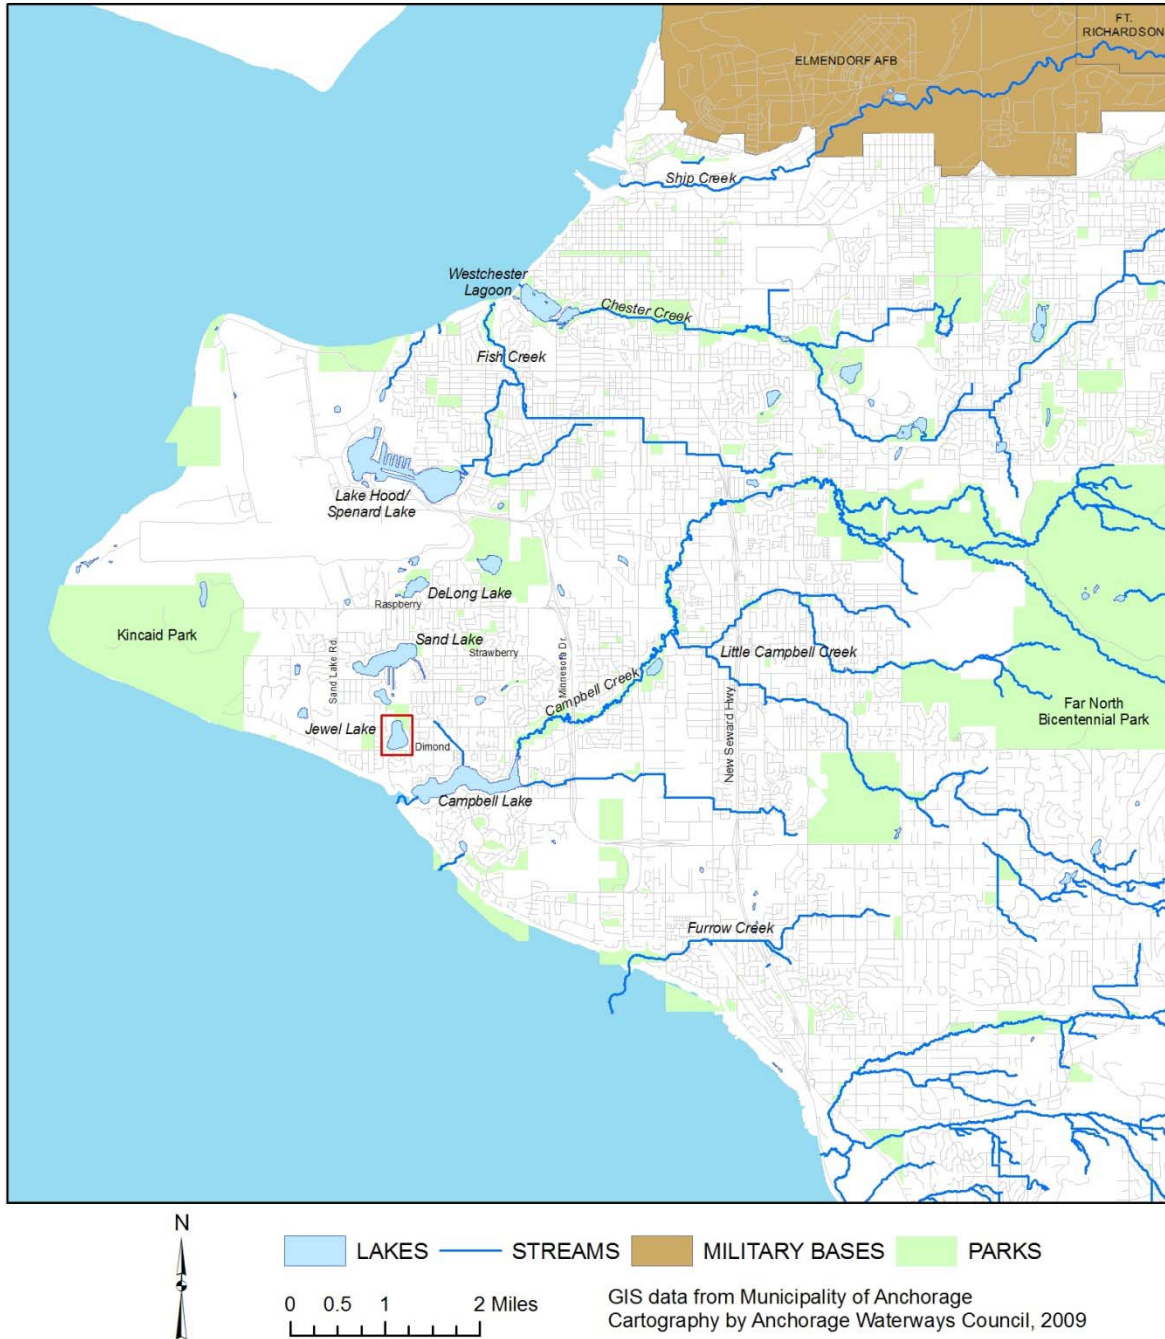 FT.
RICHARDSON
ELMENDORF AFB
Ship Creek
Westchester
Lagoon
Chester Creek
Fish Creek
Lake Hood/
Spenard Lake
DeLong Lake
Raspberry
Kincaid Park
Sand Lake
Strawberry
Sand Lake Rd.
Minnesota Dr.
Little Campbell Creek
Campbell Creek
New Seward Hwy.
Far North
Bicentennial Park
Jewel Lake
Dimond
Campbell Lake
Furrow Creek
N
LAKES
STREAMS
MILITARY BASES
PARKS
0 0.5 1 2 Miles
GIS data from Municipality of Anchorage
Cartography by Anchorage Waterways Council, 2009